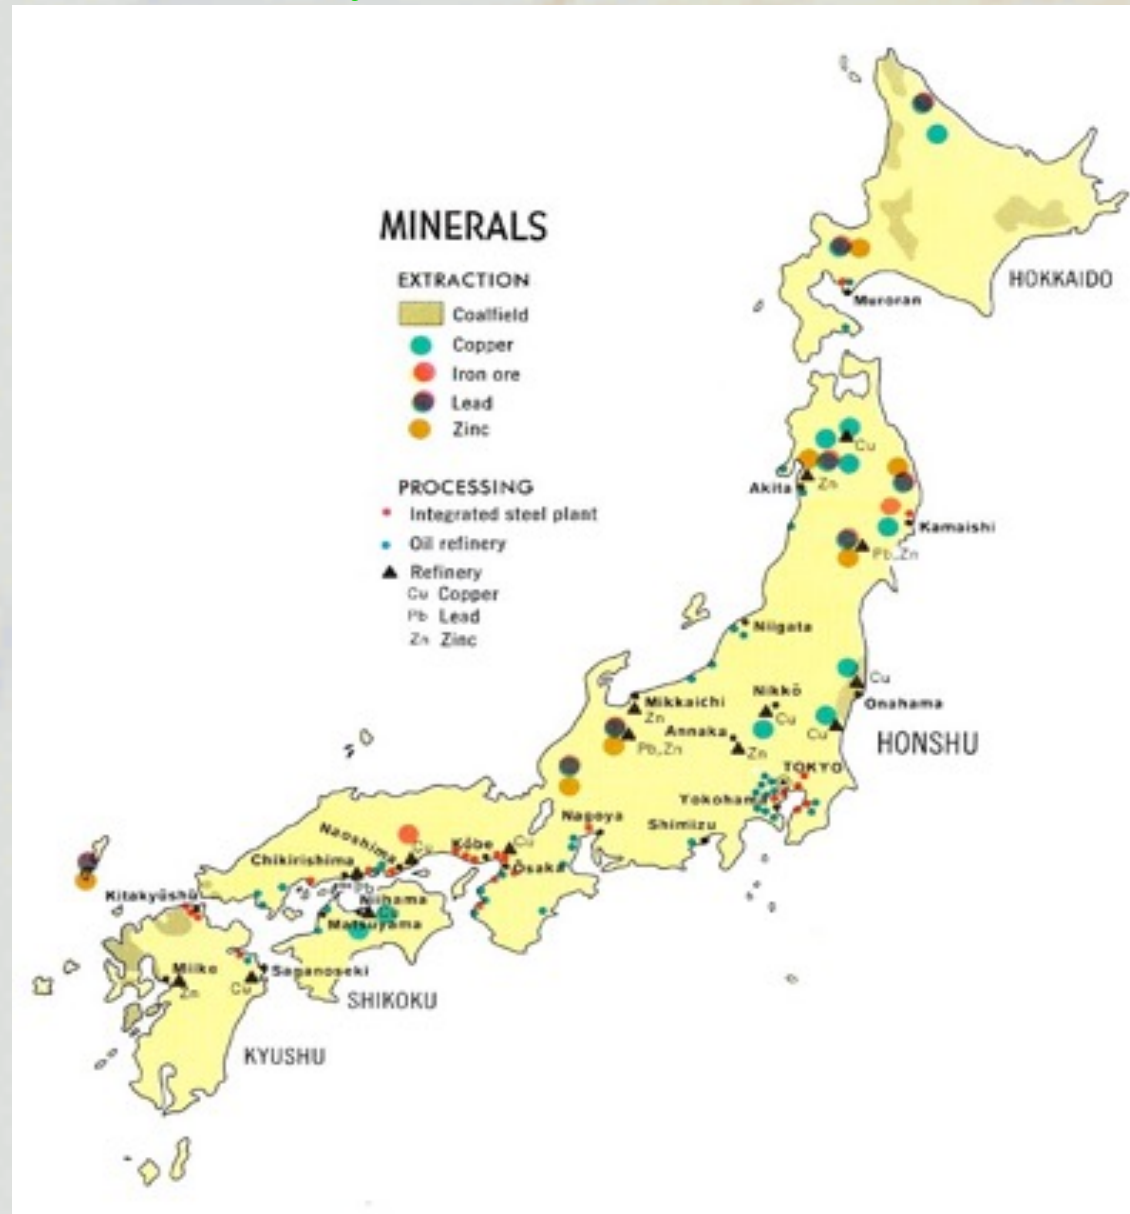 MINERALS
EXTRACTION
Coalfield
Copper
Iron ore
Lead
Zinc
PROCESSING
Integrated steel plant
Oil refinery
Refinery
Cu Copper
Pb Lead
Zn Zinc
HOKKAIDO
Muroran
Cu
Akita
Zn
Kamaishi
Pb,Zn
Niigata
Cu
Nikkō
Onahama
Mikkaichi
Zn
Cu
Annaka
Cu
Pb,Zn
Zn
HONSHU
TOKYO
Yokohama
Nagoya
Shimizu
Naoshima
Cu
Kōbe
Cu
Chikirishima
Ōsaka
Pb
Kitakyūshū
Niihama
Cu
Matsuyama
Miike
Zn
Saganoseki
Cu
SHIKOKU
KYUSHU